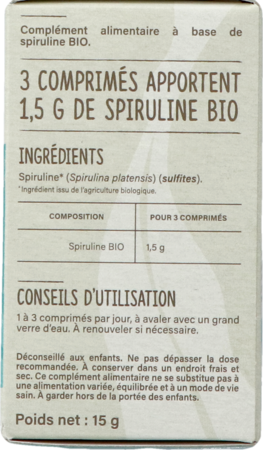 Complément alimentaire à base de
spiruline BIO.
3 COMPRIMÉS APPORTENT
1,5 G DE SPIRULINE BIO
INGRÉDIENTS
Spiruline* (Spirulina platensis) (sulfites).
*Ingrédient issu de l'agriculture biologique.
COMPOSITION POUR 3 COMPRIMÉS
Spiruline BIO 1,5 g
CONSEILS D'UTILISATION
1 à 3 comprimés par jour, à avaler avec un grand
verre d'eau. À renouveler si nécessaire.
Déconseillé aux enfants. Ne pas dépasser la dose
recommandée. À conserver dans un endroit frais et
sec. Ce complément alimentaire ne se substitue pas à
une alimentation variée, équilibrée et à un mode de vie
sain. À garder hors de la portée des enfants.
Poids net : 15 g